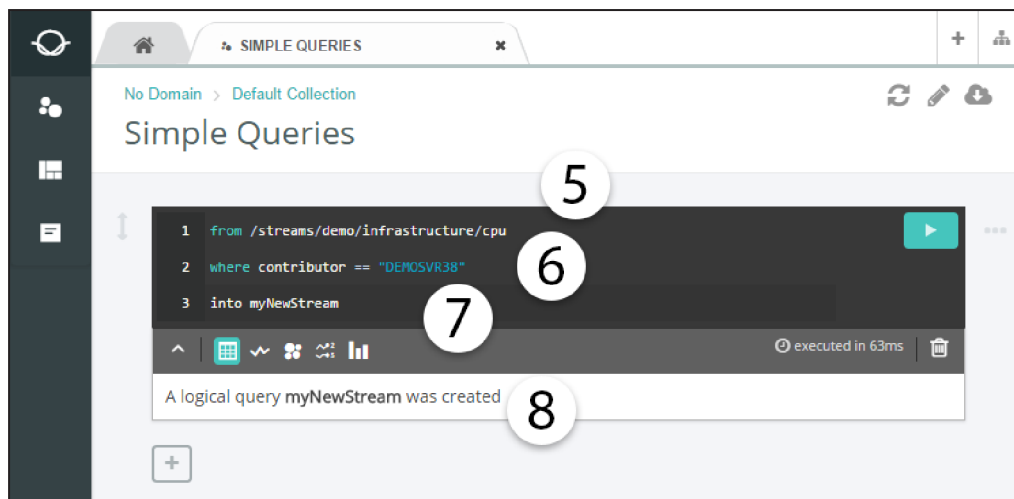 SIMPLE QUERIES
No Domain > Default Collection
Simple Queries
5
1 from /streams/demo/infrastructure/cpu
6
2 where contributor == "DEMOSVR38"
7
3 into myNewStream
executed in 63ms
A logical query myNewStream was created
8